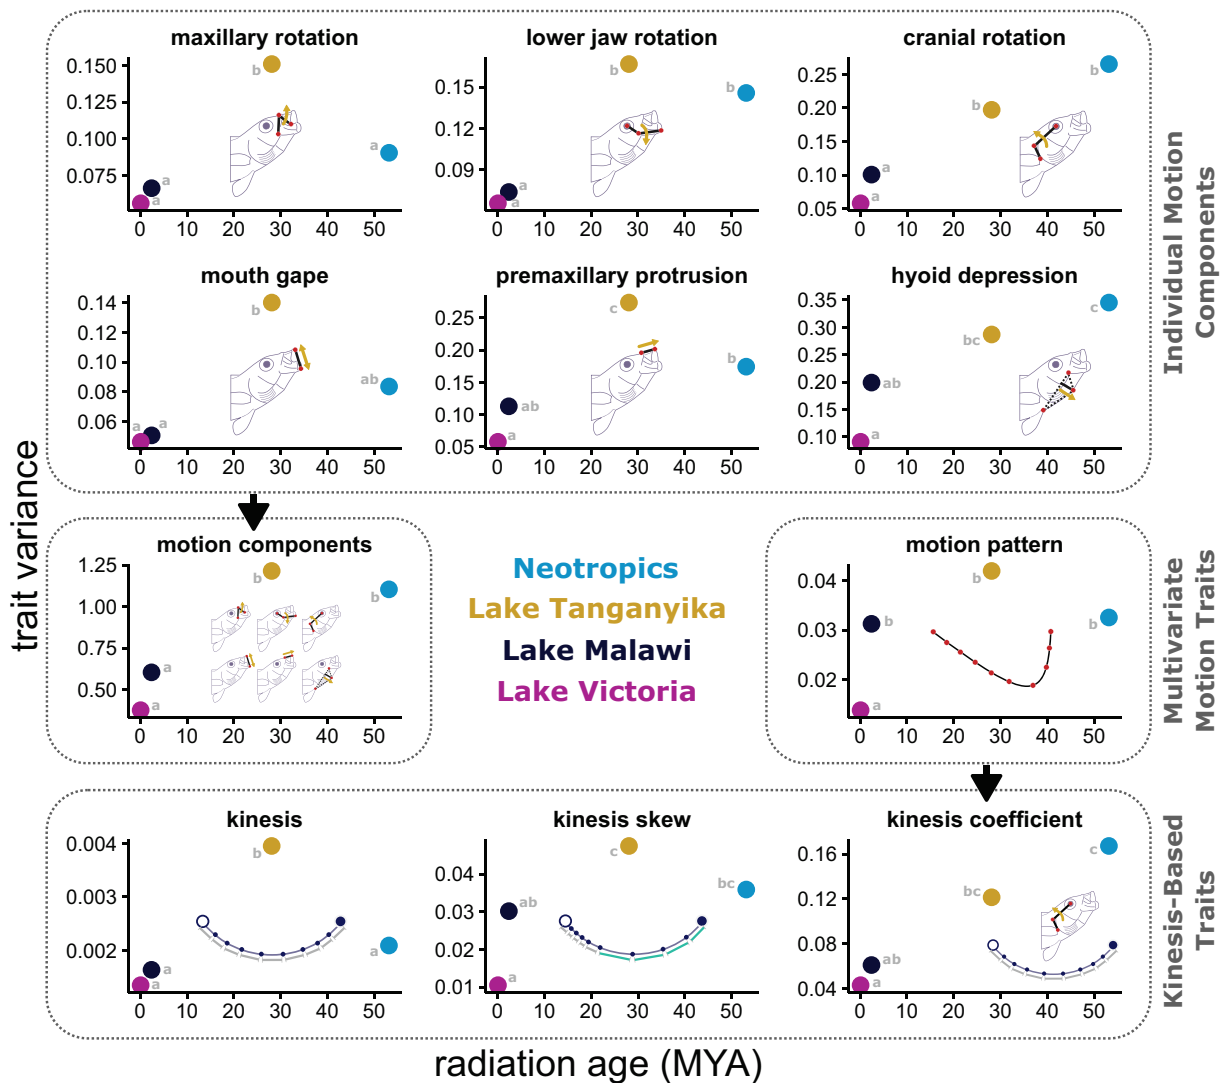 maxillary rotation
lower jaw rotation
cranial rotation
0.150
0.125
0.100
0.075
b
a
a
a
0 10 20 30 40 50
0.15
0.12
0.09
b
b
a
a
0 10 20 30 40 50
0.25
0.20
0.15
0.10
0.05
b
b
a
a
0 10 20 30 40 50
mouth gape
premaxillary protrusion
hyoid depression
0.14
0.12
0.10
0.08
0.06
b
ab
a a
0 10 20 30 40 50
0.25
0.20
0.15
0.10
0.05
c
b
ab
a
0 10 20 30 40 50
0.35
0.30
0.25
0.20
0.15
0.10
c
bc
ab
a
0 10 20 30 40 50
Individual Motion
Components
trait variance
motion components
1.25
1.00
0.75
0.50
b
b
a
a
0 10 20 30 40 50
Neotropics
Lake Tanganyika
Lake Malawi
Lake Victoria
motion pattern
0.04
0.03
0.02
b
b
b
a
0 10 20 30 40 50
Multivariate
Motion Traits
kinesis
kinesis skew
kinesis coefficient
0.004
0.003
0.002
b
a
a
a
0 10 20 30 40 50
0.04
0.03
0.02
0.01
c
bc
ab
a
0 10 20 30 40 50
0.16
0.12
0.08
0.04
c
bc
ab
a
0 10 20 30 40 50
Kinesis-Based
Traits
radiation age (MYA)